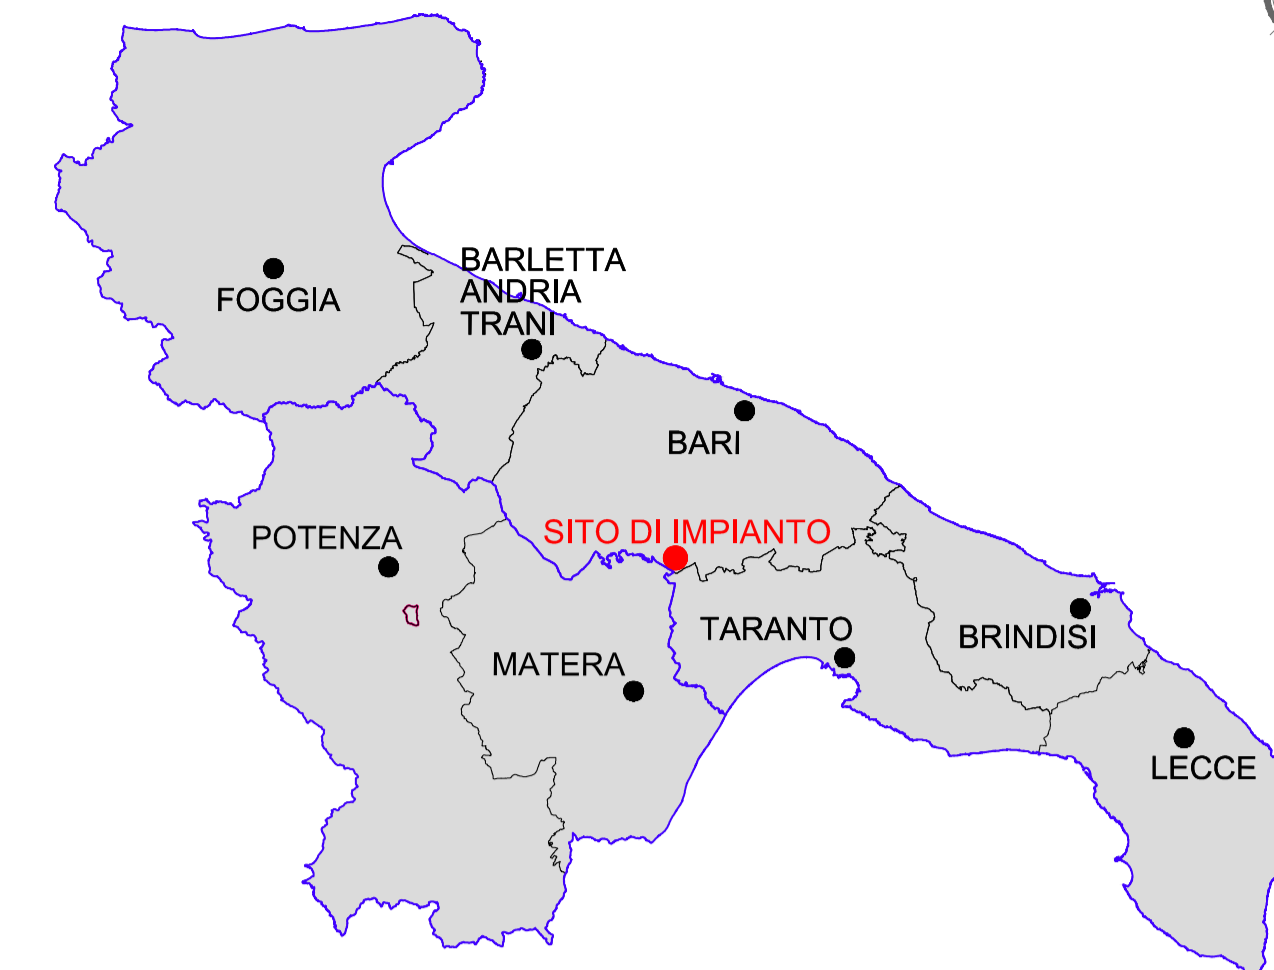 BARLETTA
ANDRIA
TRANI
FOGGIA
BARI
SITO DI IMPIANTO
POTENZA
TARANTO
BRINDISI
MATERA
LECCE